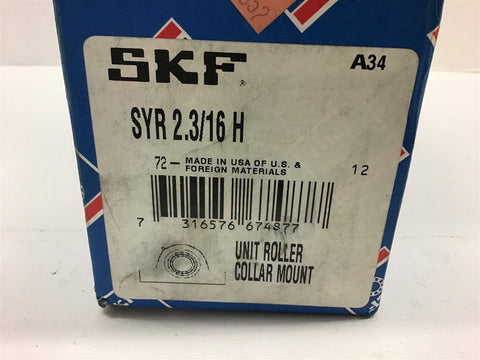 SKF
A34
SYR 2.3/16 H
72- MADE IN USA OF U.S. &
FOREIGN MATERIALS
12
7 316576 674877
UNIT ROLLER
COLLAR MOUNT